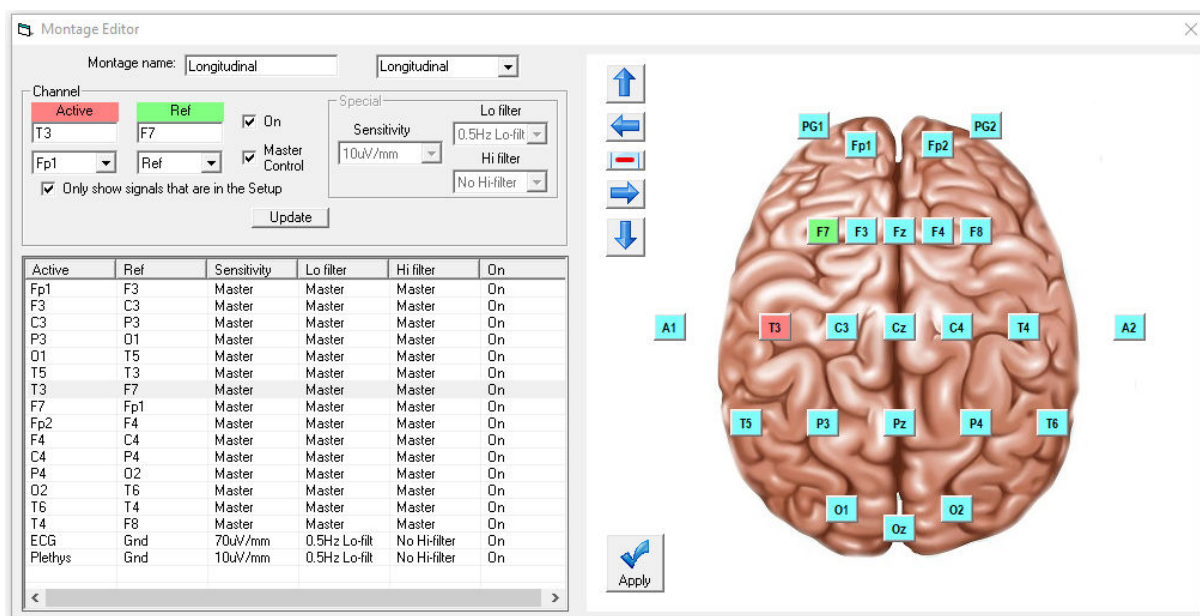 Montage Editor
Montage name: Longitudinal Longitudinal
Channel
Active Ref
T3 F7 On
Fp1 Ref Master Control
Only show signals that are in the Setup
Update
Special
Sensitivity Lo filter
10uV/mm 0.5Hz Lo-filt
Hi filter
No Hi-filter
Active Ref Sensitivity Lo filter Hi filter On
Fp1 F3 Master Master Master On
F3 C3 Master Master Master On
C3 P3 Master Master Master On
P3 O1 Master Master Master On
O1 T5 Master Master Master On
T5 T3 Master Master Master On
T3 F7 Master Master Master On
F7 Fp1 Master Master Master On
Fp2 F4 Master Master Master On
F4 C4 Master Master Master On
C4 P4 Master Master Master On
P4 O2 Master Master Master On
O2 T6 Master Master Master On
T6 T4 Master Master Master On
T4 F8 Master Master Master On
ECG Gnd 70uV/mm 0.5Hz Lo-filt No Hi-filter On
Plethys Gnd 10uV/mm 0.5Hz Lo-filt No Hi-filter On
PG1 PG2
Fp1 Fp2
F7 F3 Fz F4 F8
A1 T3 C3 Cz C4 T4 A2
T5 P3 Pz P4 T6
O1 O2
Oz
Apply